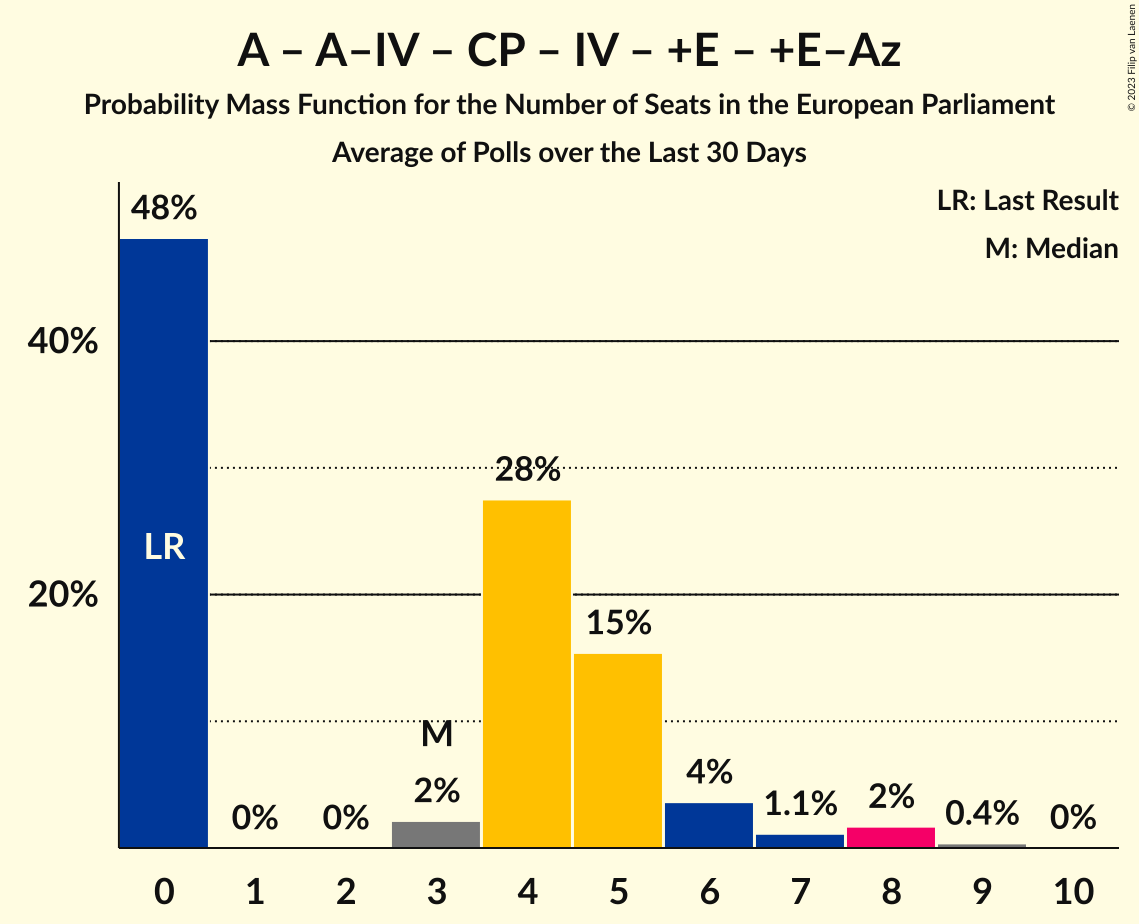 A – A–IV – CP – IV – +E – +E–Az
Probability Mass Function for the Number of Seats in the European Parliament
Average of Polls over the Last 30 Days
© 2023 Filip van Laenen
LR: Last Result
M: Median
48%
40%
28%
LR
20%
15%
M
4%
2%
1.1%
2%
0.4%
0%
0%
0%
0 1 2 3 4 5 6 7 8 9 10